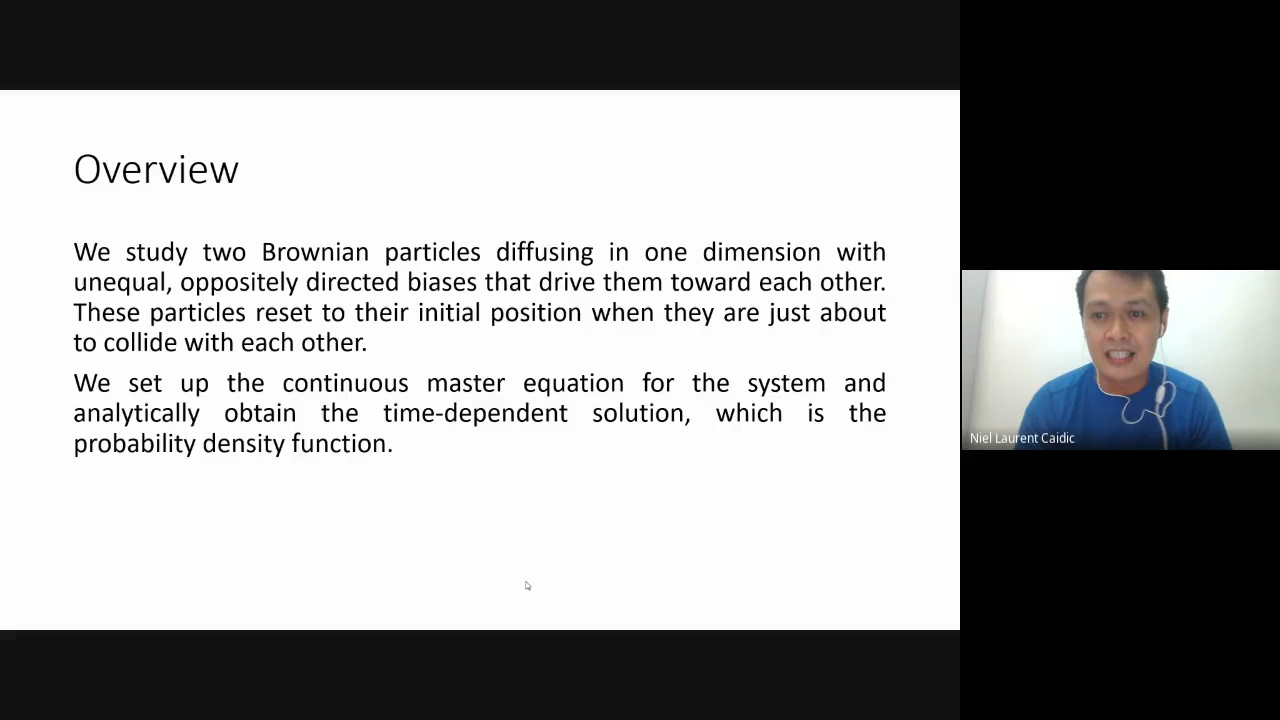 Overview
We study two Brownian particles diffusing in one dimension with
unequal, oppositely directed biases that drive them toward each other.
These particles reset to their initial position when they are just about
to collide with each other.
We set up the continuous master equation for the system and
analytically obtain the time-dependent solution, which is the
probability density function.
Niel Laurent Caidic